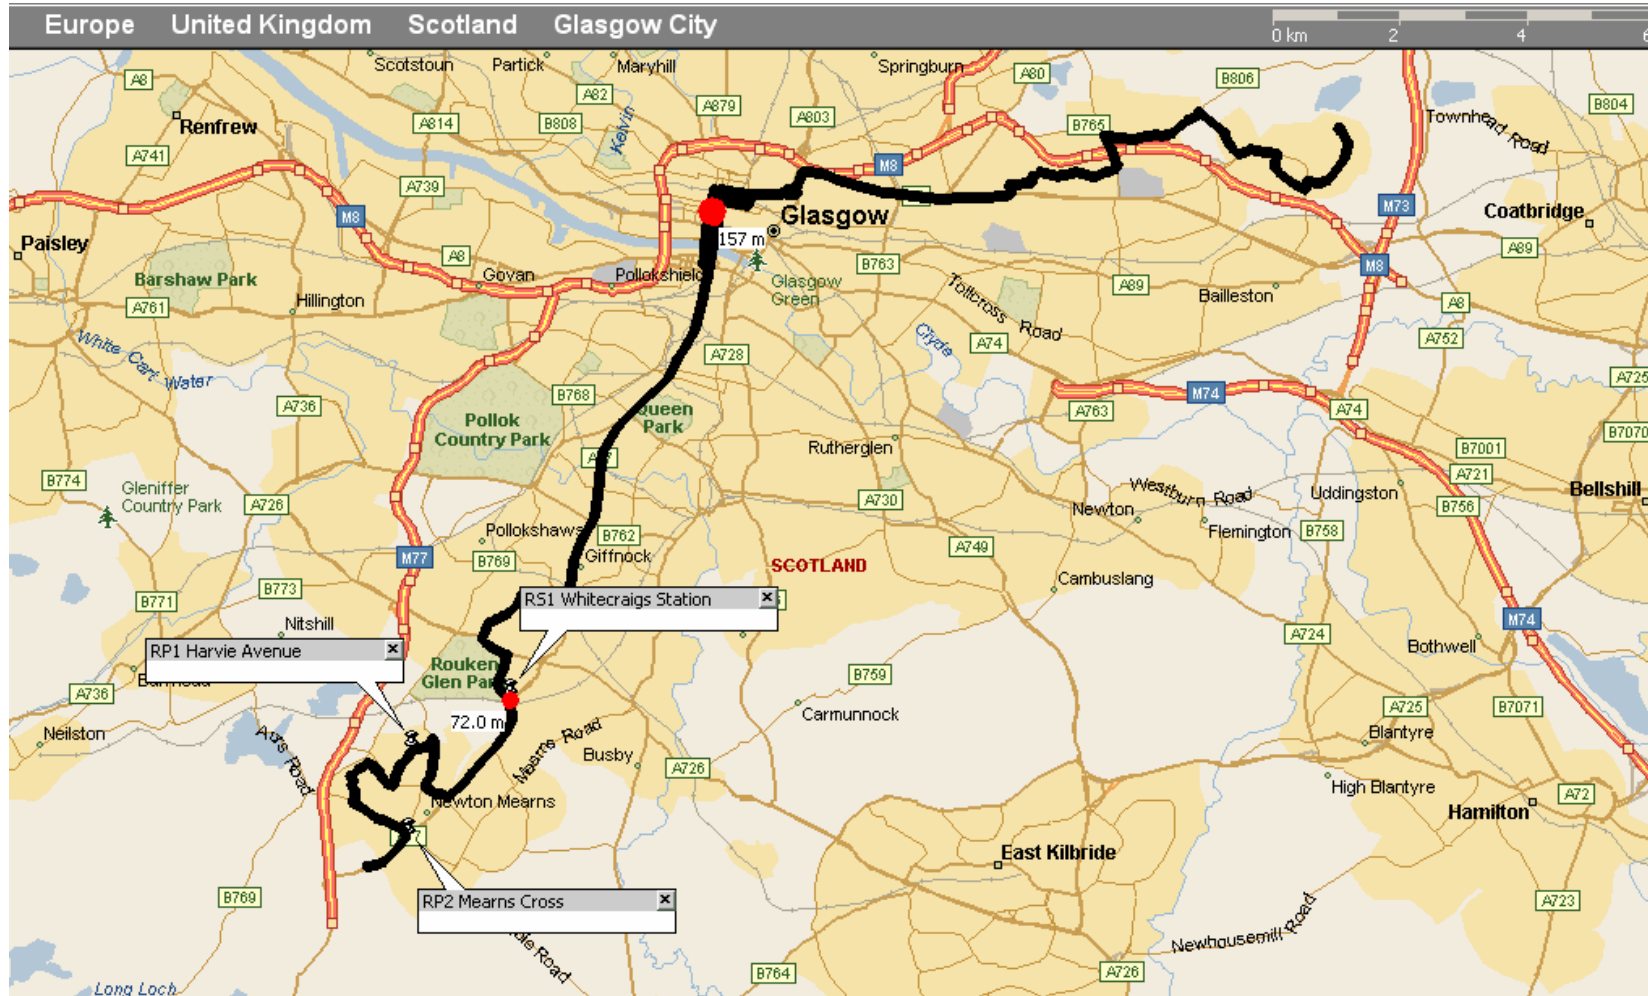 Europe United Kingdom Scotland Glasgow City
0 km 2 4 6
Scotstoun Partick Maryhill Springburn
A8 A82 A879 A80 B806
A814 B808 Kelvin A803 B765 B804
Renfrew Townhead Road
A741 A739 M8
M8 Glasgow M73 Coatbridge
Paisley 157 m A89
A8 Govan Pollokshield B763 M8
Barshaw Park
Hillington Glasgow
Green
Tollcross Road A89 Bailleston A8
A761
White Cart Water A728 Clyde A74 A752
A725
A736 B768 Queen
Park
A763 M74 A74
Pollok
Country Park
Rutherglen B7001 B7070
B774 Gleniffer
Country Park
A726 A730 Westburn Road A721
Uddington Bellshill
Newton B756
Pollokshaws B762 Flemington B758
M77 B769 Giffnock A749
SCOTLAND
B773 Cambuslang
B771 RS1 Whitecraigs Station
Nitshill M74
RP1 Harvie Avenue A724 Bothwell
Rouken
Glen Park
B759
A736
72.0 m Carmunnock A725 B7071
Neilston Aurs Road Mearns Road Blantyre
Busby A726
High Blantyre A72
Newton Mearns Hamilton
East Kilbride
B769 RP2 Mearns Cross A723
Newhousemill Road
Road
B764 A726
Long Loch